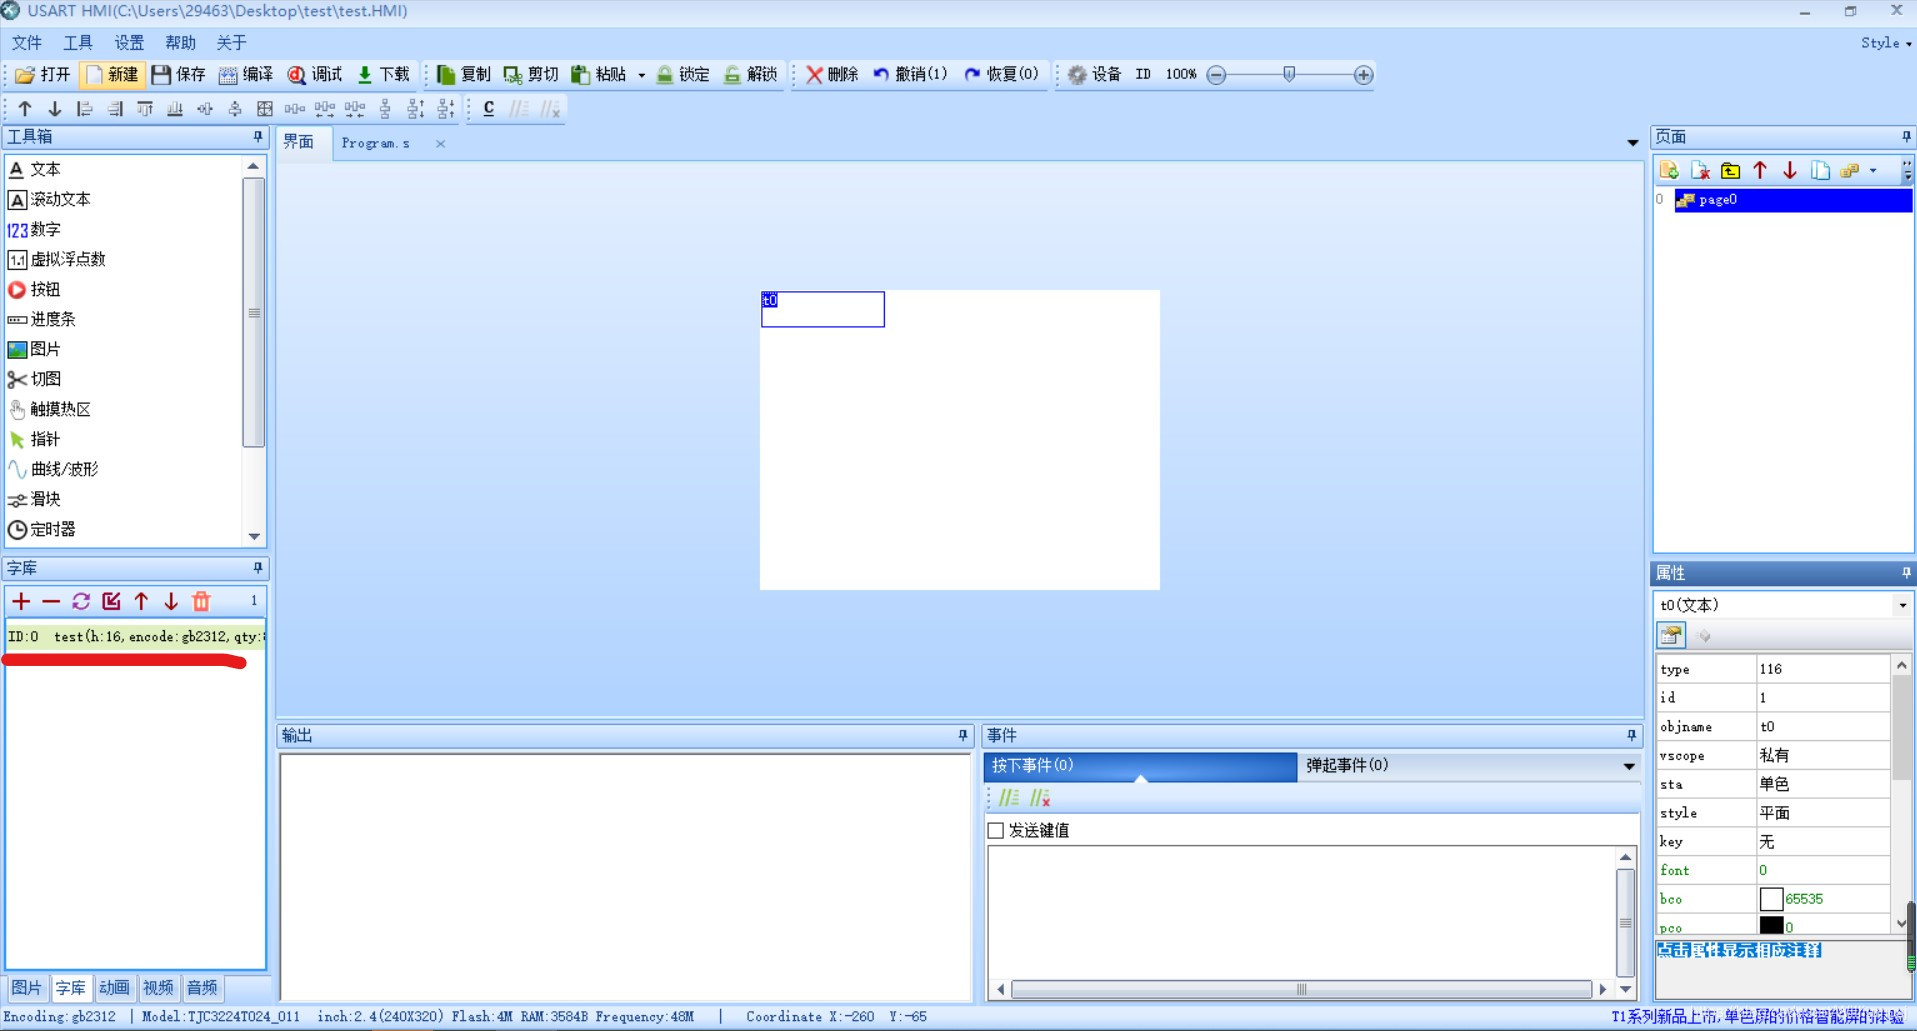 USART HMI(C:\Users\29463\Desktop\test\test.HMI)
文件 工具 设置 帮助 关于 Style
打开 新建 保存 编译 调试 下载 复制 剪切 粘贴 锁定 解锁 删除 撤销(1) 恢复(0) 设备 ID 100%
工具箱
文本
滚动文本
123 数字
1.1 虚拟浮点数
按钮
进度条
图片
切图
触摸热区
指针
曲线/波形
滑块
定时器
字库
1
ID:0 test(h:16,encode:gb2312,qty:
图片 字库 动画 视频 音频
界面 Program.s
t0
输出
事件
按下事件(0) 弹起事件(0)
发送键值
页面
0 page0
属性
t0(文本)
type 116
id 1
objname t0
vscope 私有
sta 单色
style 平面
key 无
font 0
bco 65535
pco 0
点击属性显示相应注释
Encoding:gb2312 | Model:TJC3224T024_011 inch:2.4(240X320) Flash:4M RAM:3584B Frequency:48M | Coordinate X:-260 Y:-65
T1系列新品上市,单色屏的价格智能屏的体验